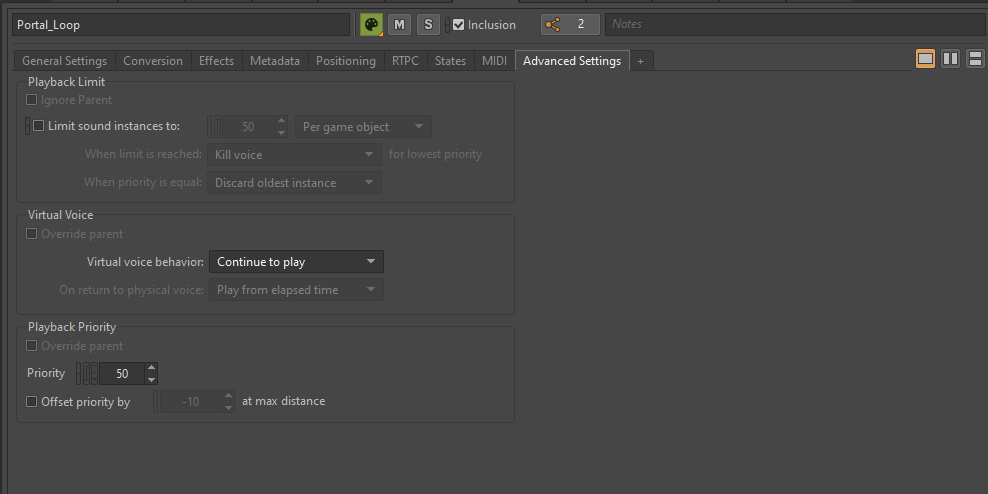 Portal_Loop M S Inclusion 2 Notes
General Settings Conversion Effects Metadata Positioning RTPC States MIDI Advanced Settings +
Playback Limit
Ignore Parent
Limit sound instances to: 50 Per game object
When limit is reached: Kill voice for lowest priority
When priority is equal: Discard oldest instance
Virtual Voice
Override parent
Virtual voice behavior: Continue to play
On return to physical voice: Play from elapsed time
Playback Priority
Override parent
Priority 50
Offset priority by -10 at max distance